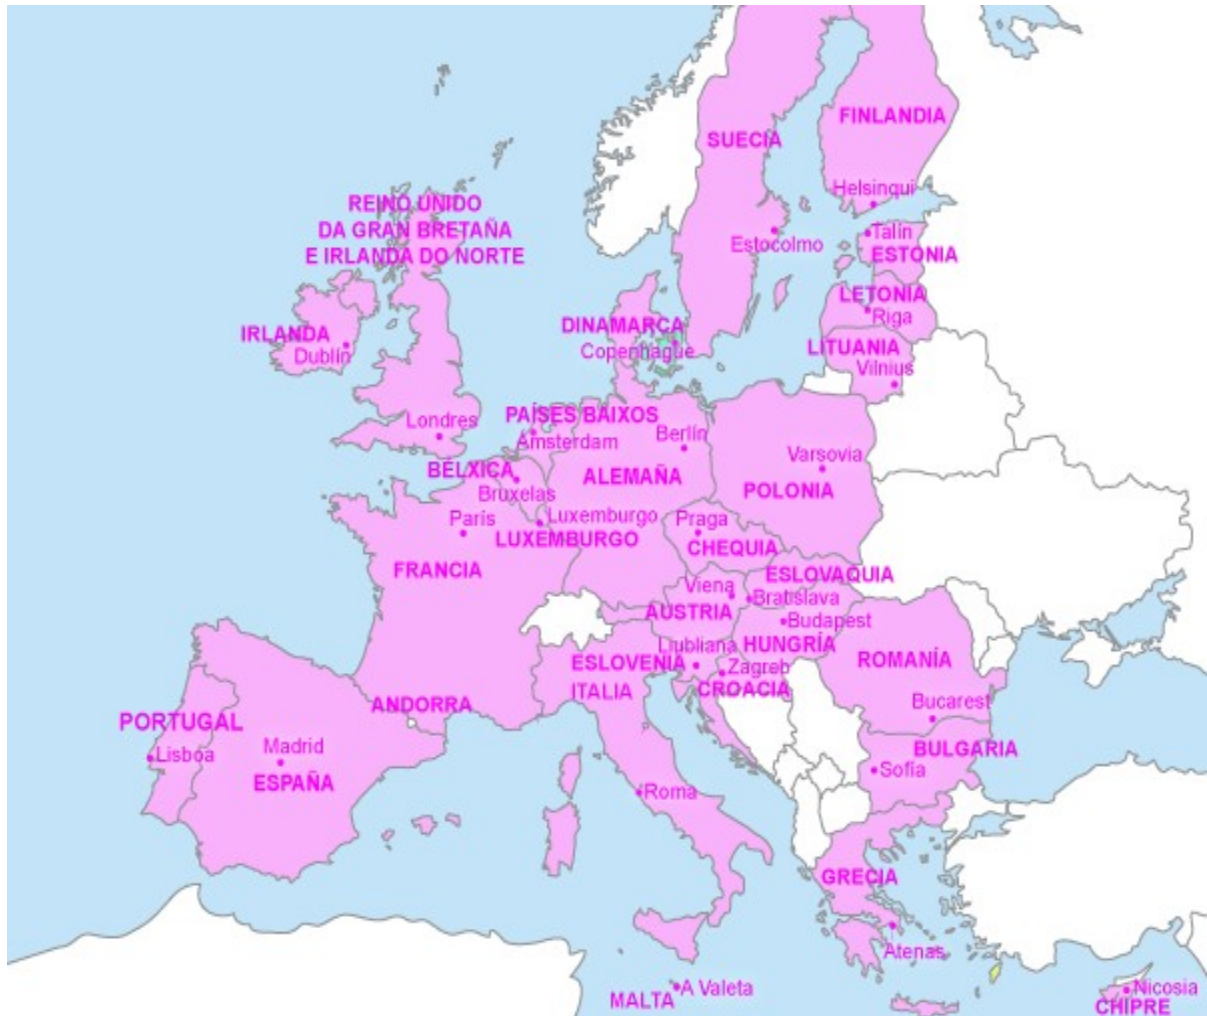 FINLANDIA
SUECIA
Helsinqui
REINO UNIDO
DA GRAN BRETAÑA
E IRLANDA DO NORTE
Talín
Estocolmo
ESTONIA
LETONIA
Riga
DINAMARCA
IRLANDA
Copenhague
LITUANIA
Dublín
Vilnius
PAÍSES BAIXOS
Londres
Amsterdam
Berlín
Varsovia
BÉLXICA
ALEMAÑA
Bruxelas
POLONIA
París
Luxemburgo
Praga
LUXEMBURGO
CHEQUIA
FRANCIA
ESLOVAQUIA
Viena
Bratislava
AUSTRIA
Budapest
HUNGRÍA
Liubliana
ESLOVENIA
Zagreb
ROMANÍA
ITALIA
CROACIA
ANDORRA
Bucarest
PORTUGAL
Lisboa
Madrid
BULGARIA
ESPAÑA
Sofía
Roma
GRECIA
Atenas
MALTA
A Valeta
Nicosia
CHIPRE